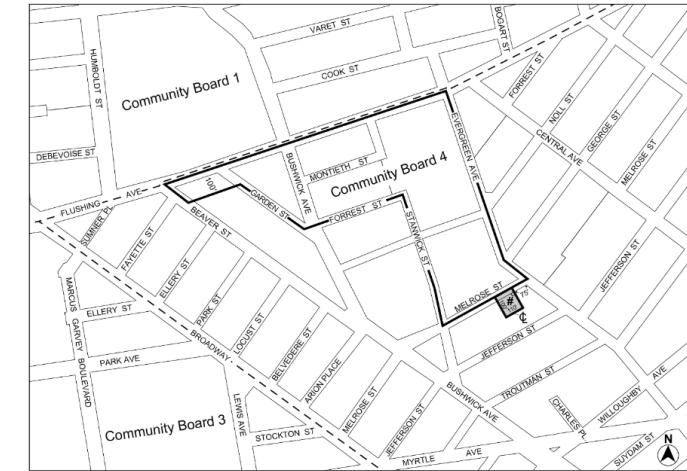 VARET ST
BOGART ST
HUMBOLDT ST
COOK ST
Community Board 1
FORREST ST
NOLL ST
GEORGE ST
MELROSE ST
CENTRAL AVE
DEBEVOISE ST
EVERGREEN AVE
BUSHWICK AVE
MONTIETH ST
Community Board 4
100'
GARDEN ST
FORREST ST
FLUSHING AVE
SUMNER PL
FAYETTE ST
BEAVER ST
STANWICK ST
ELLERY ST
PARK ST
LOCUST ST
BELVEDERE ST
ARION PLACE
MELROSE ST
JEFFERSON ST
MARCUS GARVEY BOULEVARD
ELLERY ST
BROADWAY
MELROSE ST
#
75'
JEFFERSON ST
TROUTMAN ST
PARK AVE
LEWIS AVE
JEFFERSON ST
BUSHWICK AVE
CHARLES PL
WILLOUGHBY AVE
Community Board 3
STOCKTON ST
MYRTLE AVE
SUYDAM ST
N